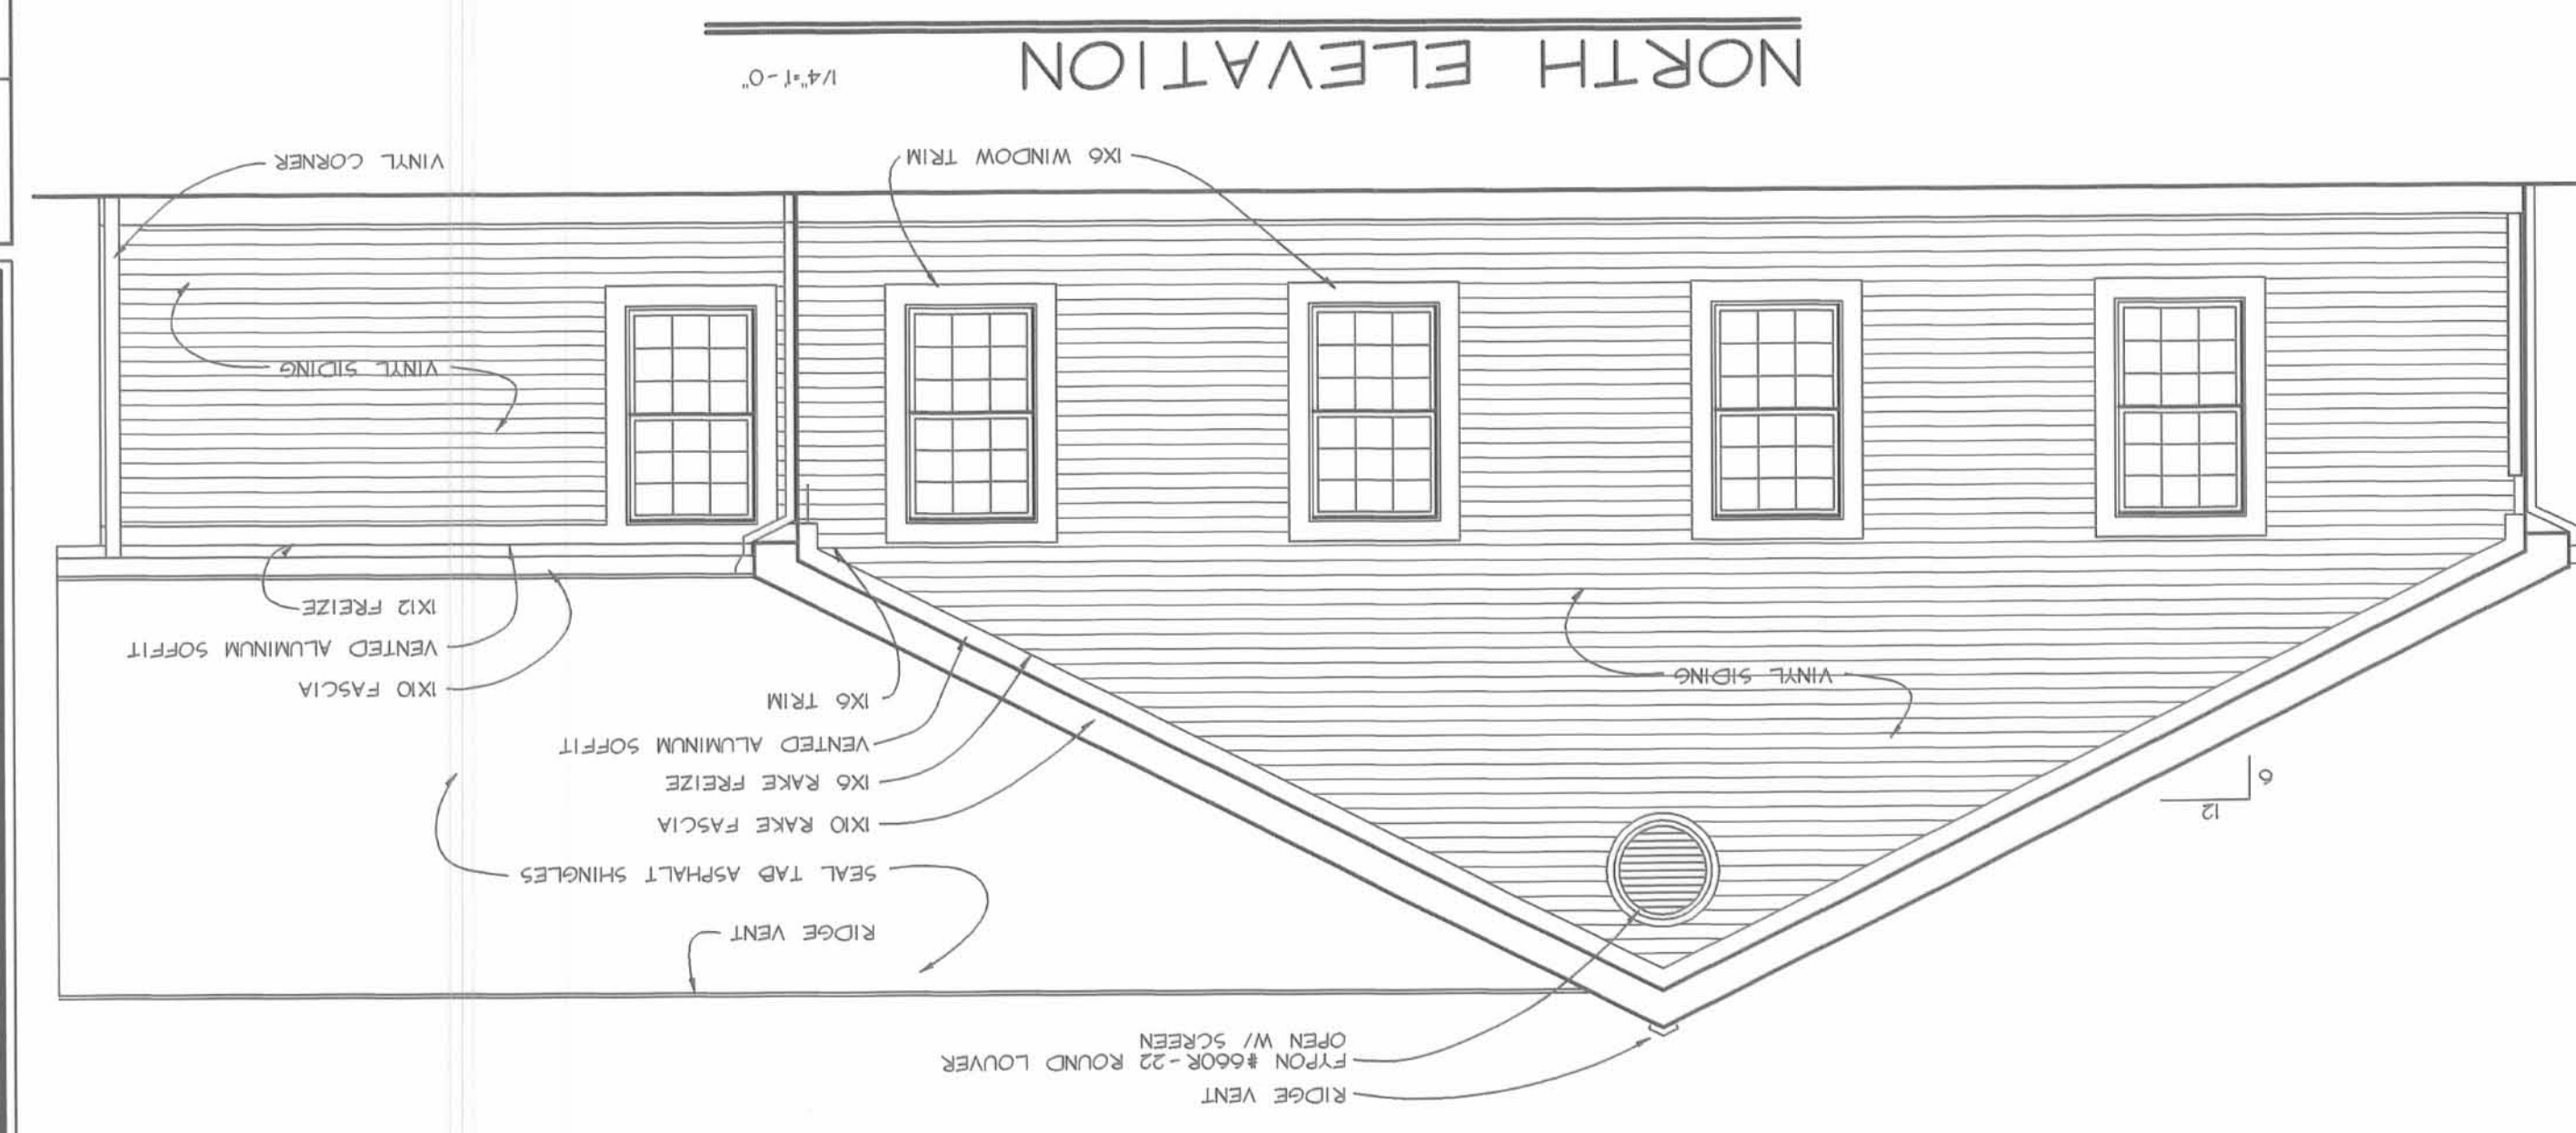 RIDGE VENT
FYPON #660R-22 ROUND LOUVER
OPEN W/ SCREEN
RIDGE VENT
SEAL TAB ASPHALT SHINGLES
12
6
1X10 RAKE FASCIA
1X6 RAKE FREIZE
VENTED ALUMINUM SOFFIT
1X6 TRIM
VINYL SIDING
1X10 FASCIA
VENTED ALUMINUM SOFFIT
1X12 FREIZE
VINYL SIDING
1X6 WINDOW TRIM
VINYL CORNER
NORTH ELEVATION
1/4"=1'-0"